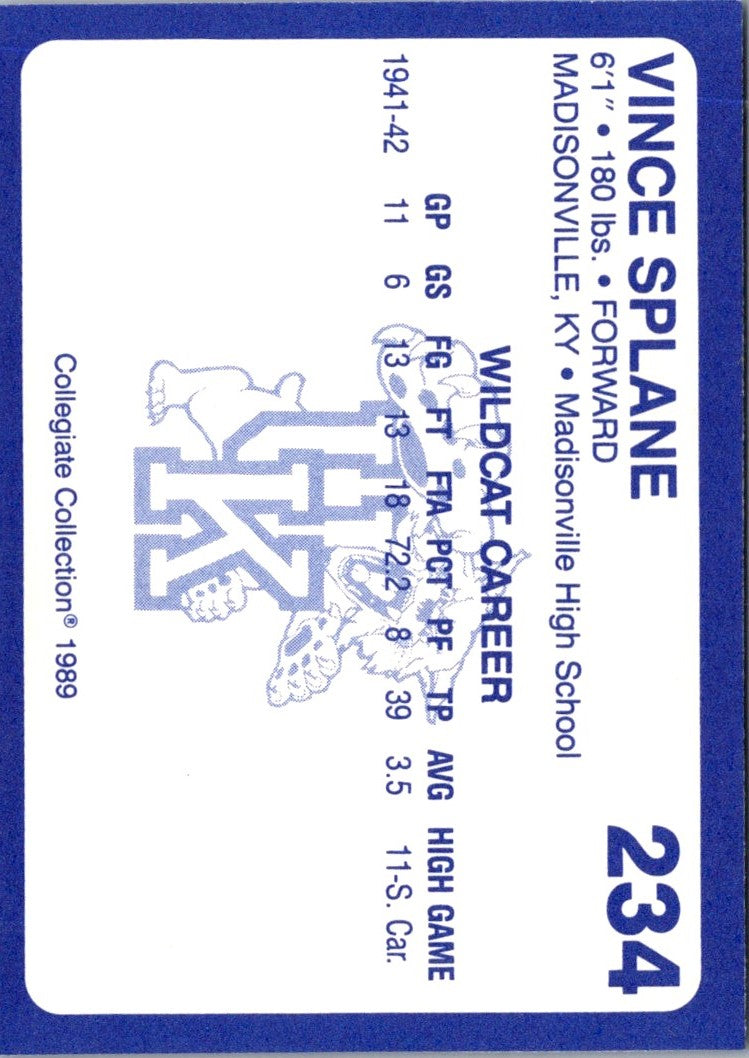 VINCE SPLANE 234
6'1" • 180 lbs. • FORWARD
MADISONVILLE, KY • Madisonville High School
WILDCAT CAREER
GP GS FG FT FTA PCT PF TP AVG HIGH GAME
1941-42 11 6 13 13 18 72.2 8 39 3.5 11-S. Car.
UK
Collegiate Collection® 1989